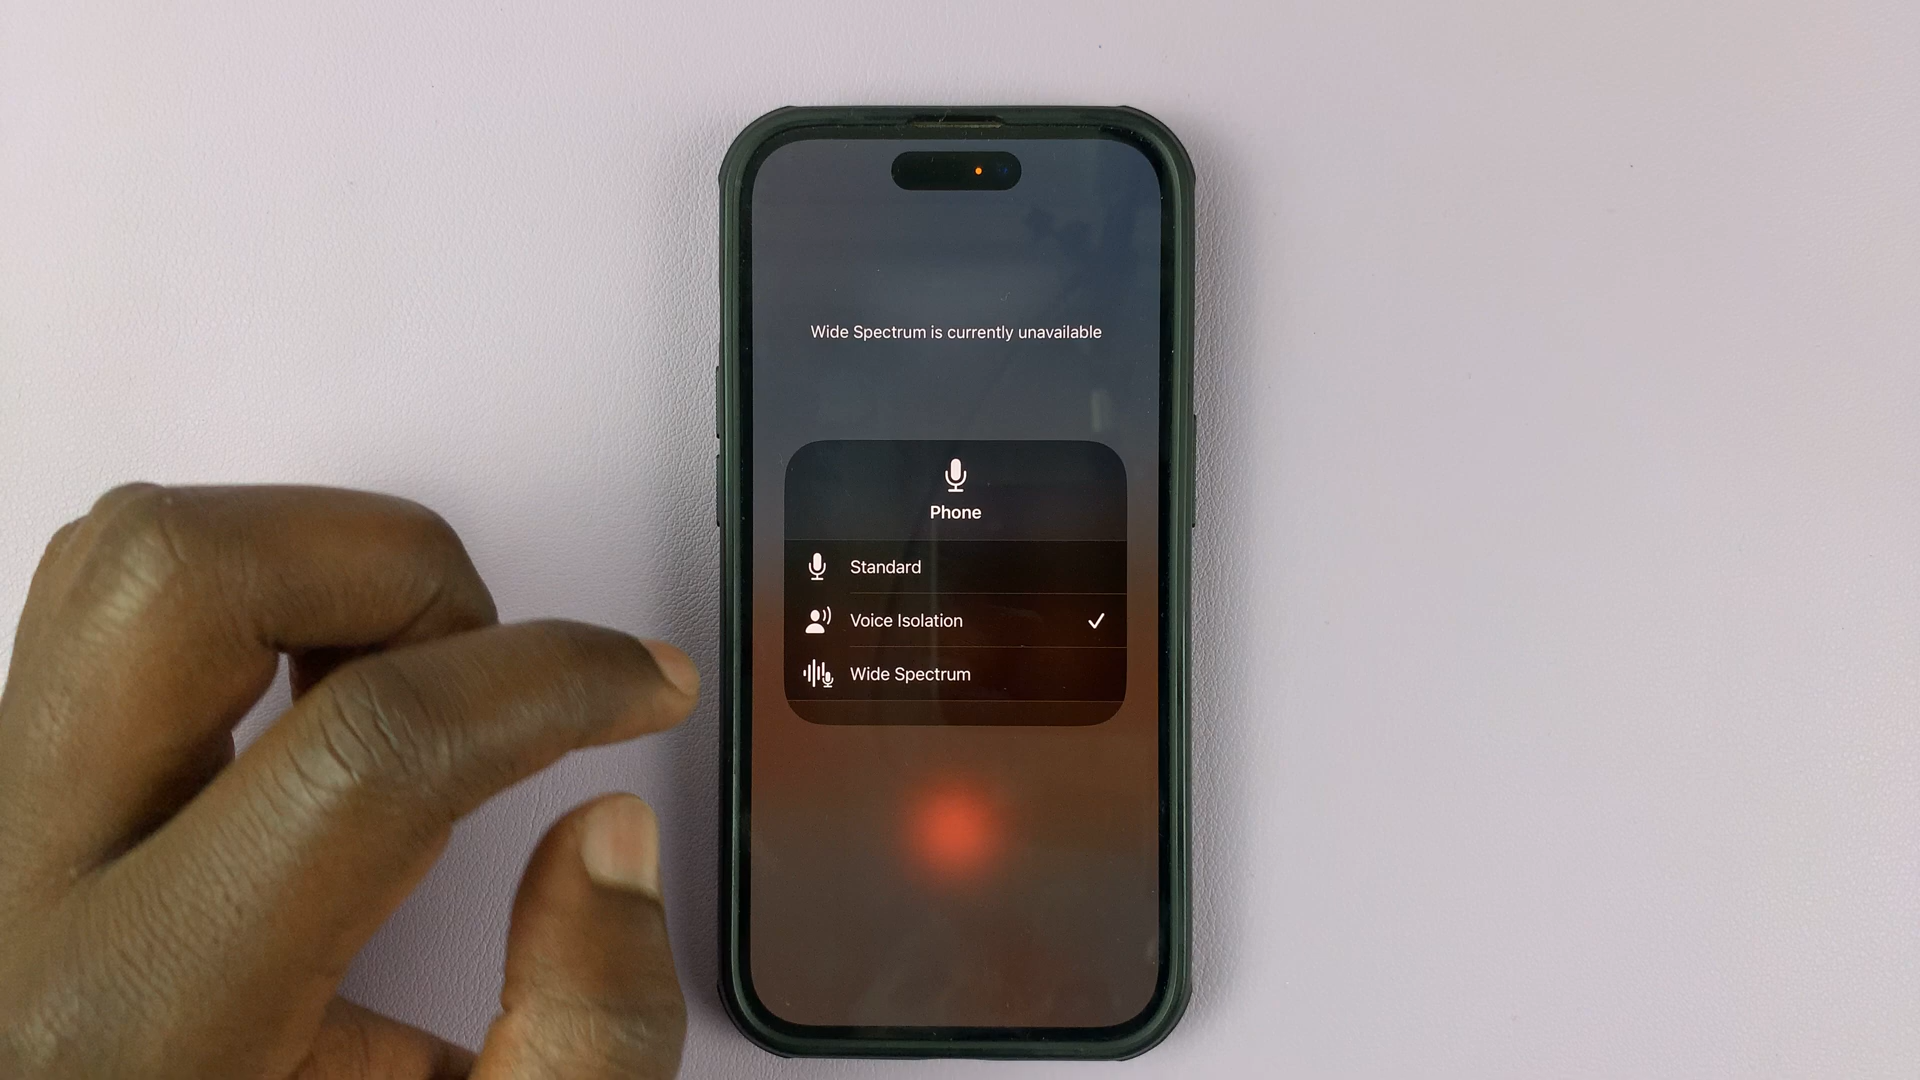 Wide Spectrum is currently unavailable
Phone
Standard
Voice Isolation
Wide Spectrum